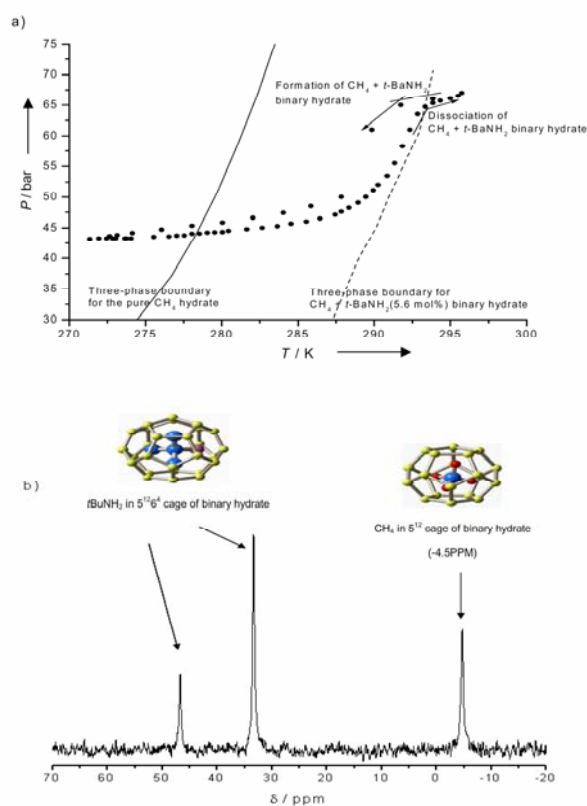 a)
75
70
65
60
55
50
45
40
36
30
P / bar
Formation of CH₄ + t-BaNH₂
binary hydrate
Dissociation of
CH₄ + t-BaNH₂ binary hydrate
Three-phase boundary
for the pure CH₄ hydrate
Three-phase boundary for
CH₄ + t-BaNH₂(5.6 mol%) binary hydrate
270 275 280 285 290 295 300
T / K
b)
tBuNH₂ in 5¹²6⁴ cage of binary hydrate
CH₄ in 5¹² cage of binary hydrate
(-4.5PPM)
70 60 50 40 30 20 10 0 -10 -20
δ / ppm